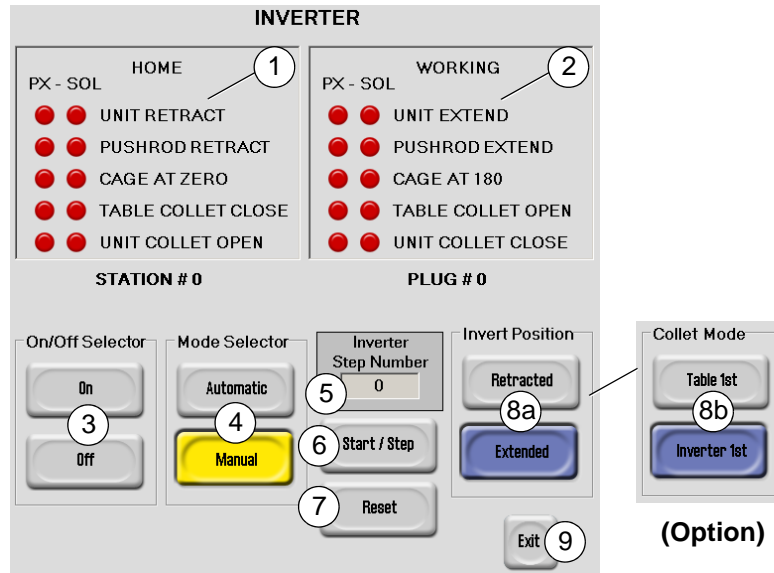 INVERTER
HOME
1
PX - SOL
UNIT RETRACT
PUSHROD RETRACT
CAGE AT ZERO
TABLE COLLET CLOSE
UNIT COLLET OPEN
WORKING
2
PX - SOL
UNIT EXTEND
PUSHROD EXTEND
CAGE AT 180
TABLE COLLET OPEN
UNIT COLLET CLOSE
STATION # 0
PLUG # 0
On/Off Selector
On
3
Off
Mode Selector
Automatic
4
Manual
Inverter
Step Number
5
0
6
Start / Step
7
Reset
Invert Position
Retracted
8a
Extended
Collet Mode
Table 1st
8b
Inverter 1st
(Option)
Exit
9